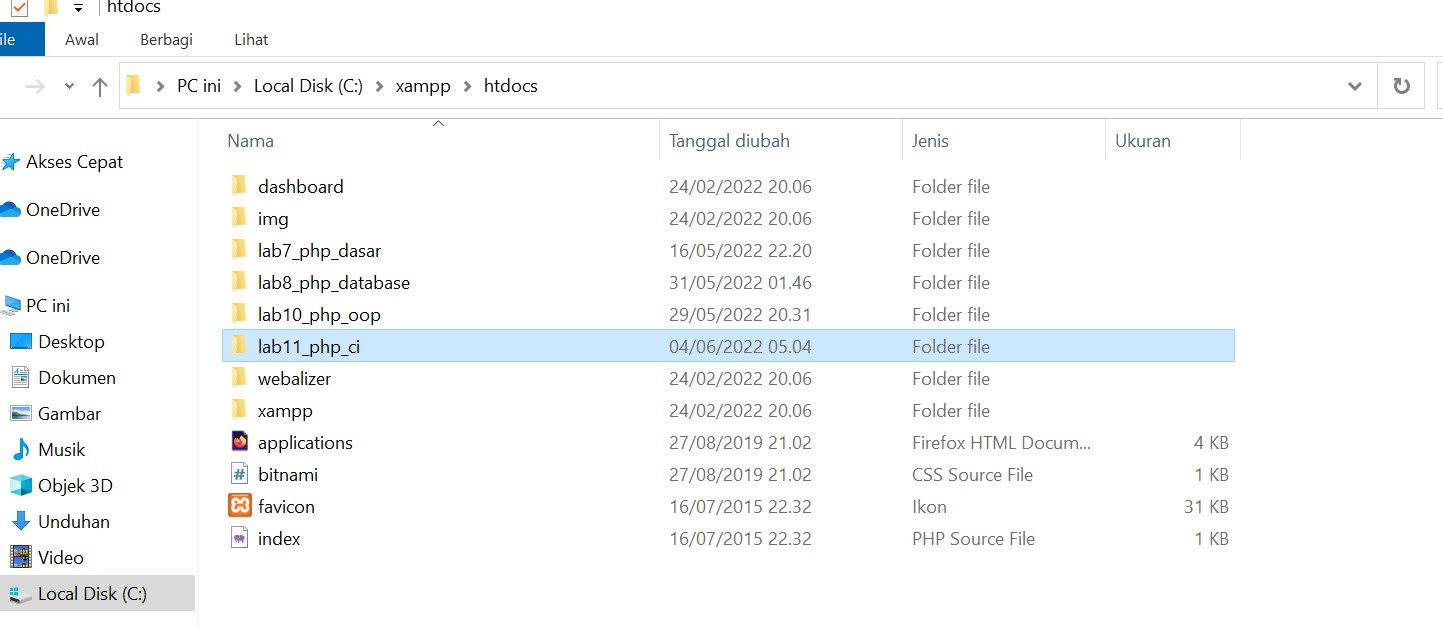 htdocs
ile Awal Berbagi Lihat
PC ini Local Disk (C:) xampp htdocs
Nama Tanggal diubah Jenis Ukuran
Akses Cepat
OneDrive
OneDrive
PC ini
Desktop
Dokumen
Gambar
Musik
Objek 3D
Unduhan
Video
Local Disk (C:)
dashboard 24/02/2022 20.06 Folder file
img 24/02/2022 20.06 Folder file
lab7_php_dasar 16/05/2022 22.20 Folder file
lab8_php_database 31/05/2022 01.46 Folder file
lab10_php_oop 29/05/2022 20.31 Folder file
lab11_php_ci 04/06/2022 05.04 Folder file
webalizer 24/02/2022 20.06 Folder file
xampp 24/02/2022 20.06 Folder file
applications 27/08/2019 21.02 Firefox HTML Docum... 4 KB
bitnami 27/08/2019 21.02 CSS Source File 1 KB
favicon 16/07/2015 22.32 Ikon 31 KB
index 16/07/2015 22.32 PHP Source File 1 KB